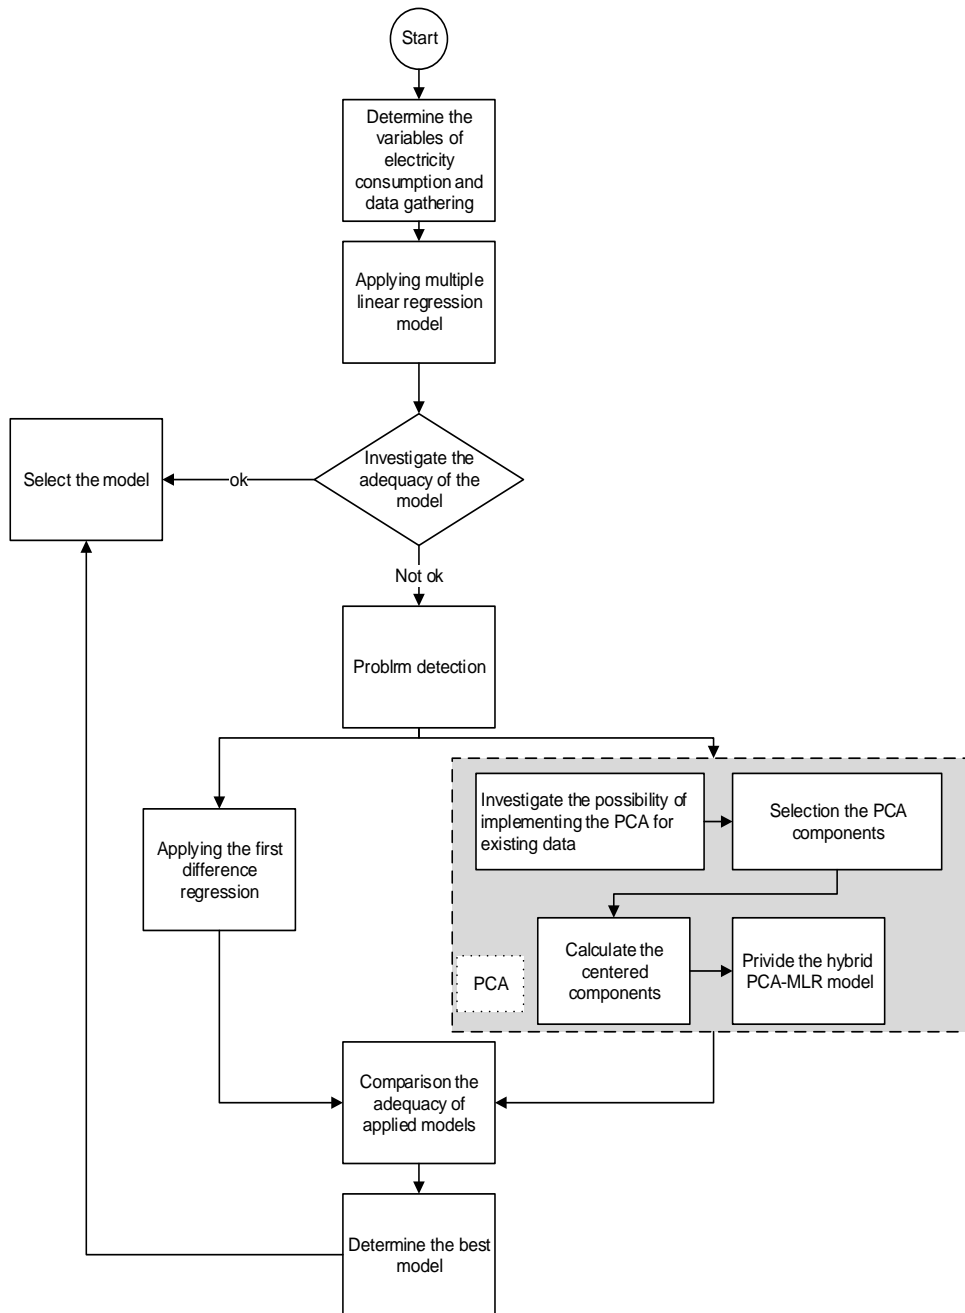 Start
Determine the
variables of
electricity
consumption and
data gathering
Applying multiple
linear regression
model
Investigate the
adequacy of the
model
ok
Select the model
Not ok
Problrm detection
Applying the first
difference
regression
Investigate the possibility of
implementing the PCA for
existing data
Selection the PCA
components
Calculate the
centered
components
Privide the hybrid
PCA-MLR model
PCA
Comparison the
adequacy of
applied models
Determine the best
model